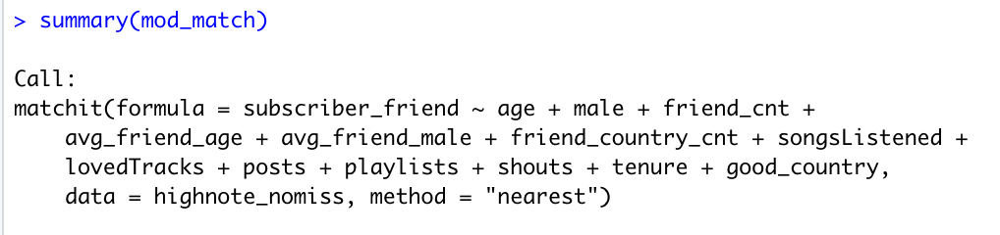 > summary(mod_match)
Call:
matchit(formula = subscriber_friend ~ age + male + friend_cnt +
    avg_friend_age + avg_friend_male + friend_country_cnt + songsListened +
    lovedTracks + posts + playlists + shouts + tenure + good_country,
    data = highnote_nomiss, method = "nearest")